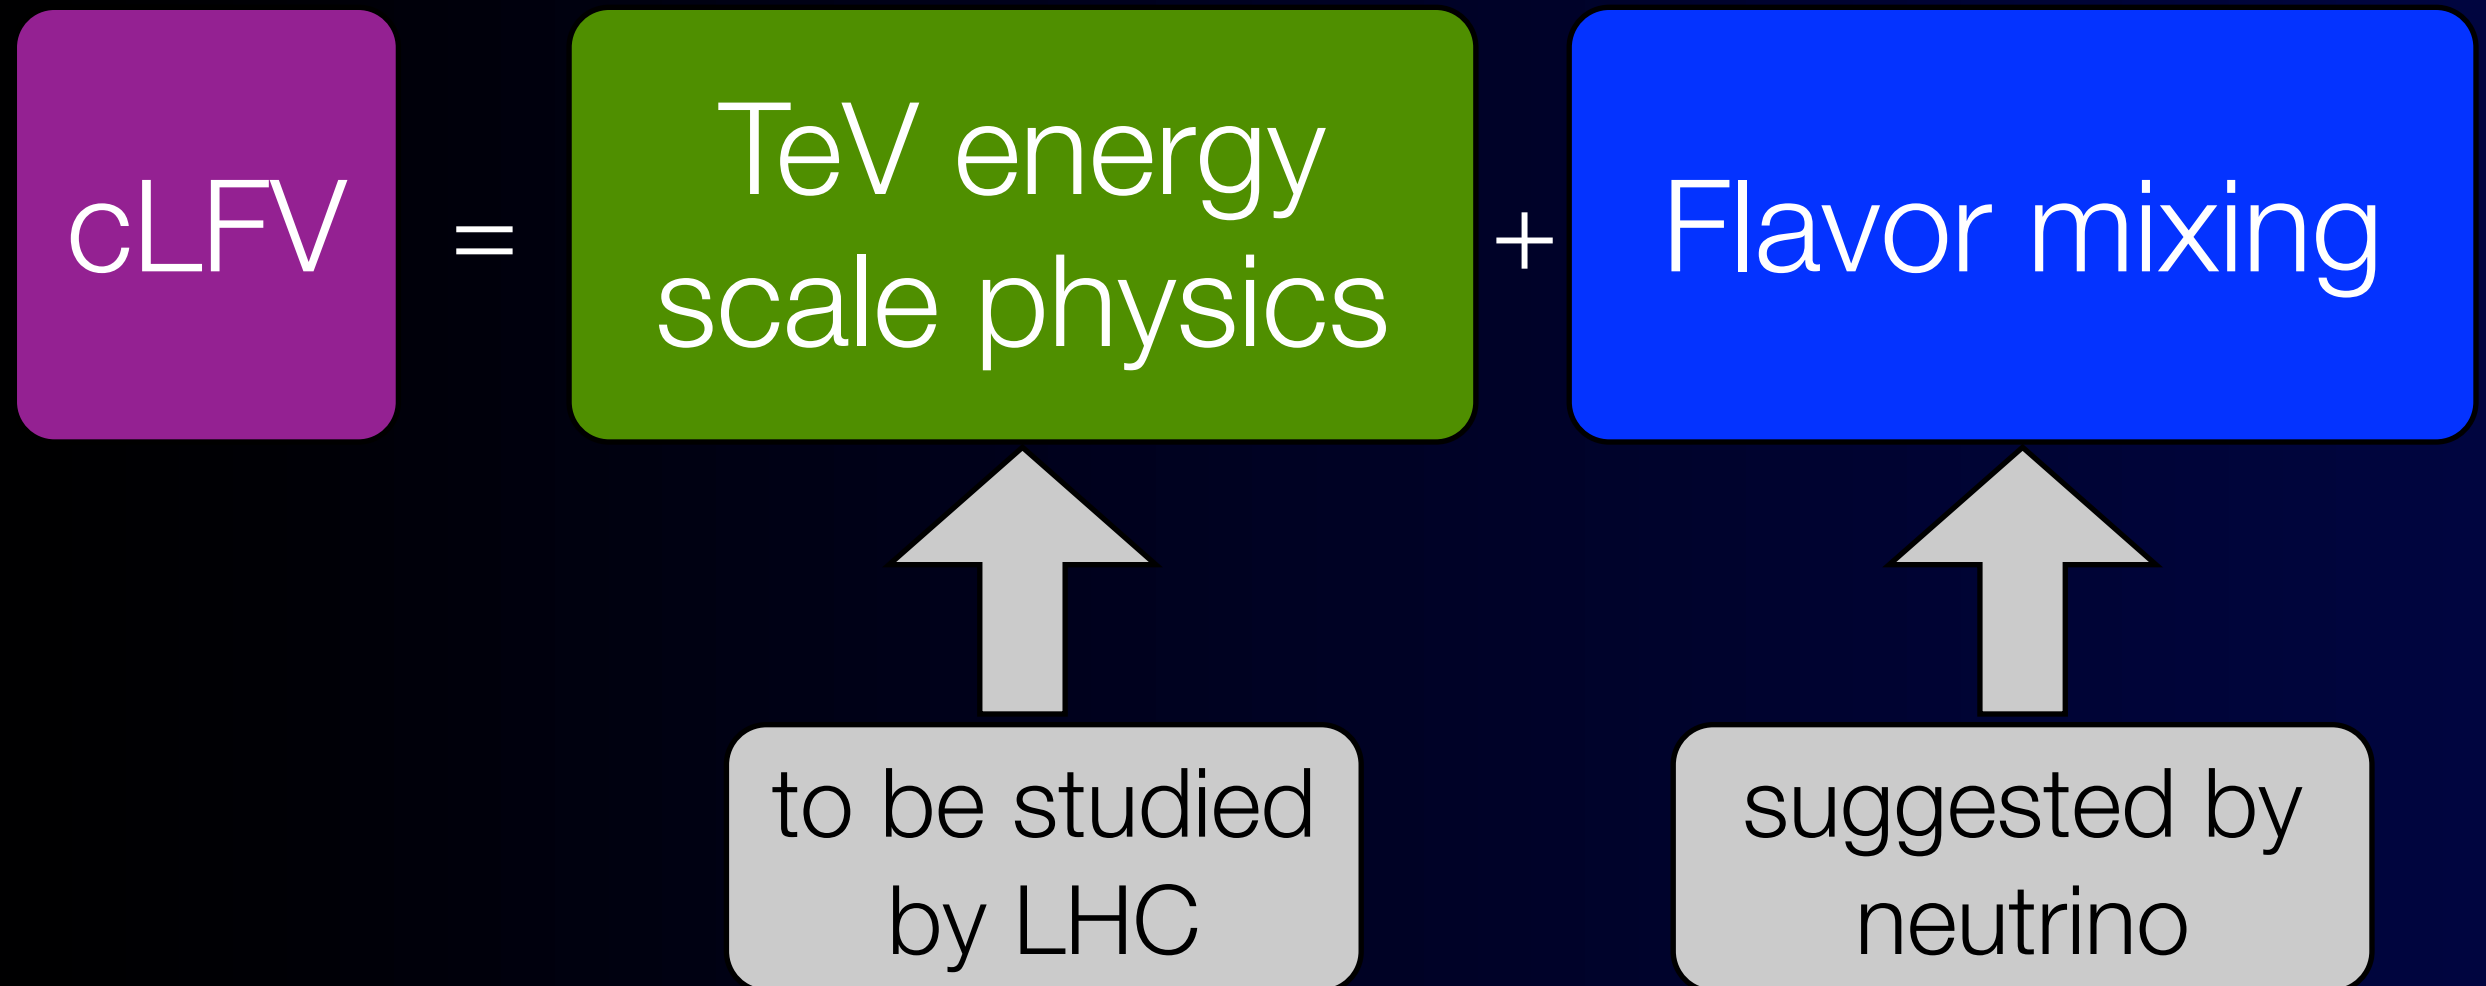 cLFV
=
TeV energy
scale physics
+
Flavor mixing
to be studied
by LHC
suggested by
neutrino